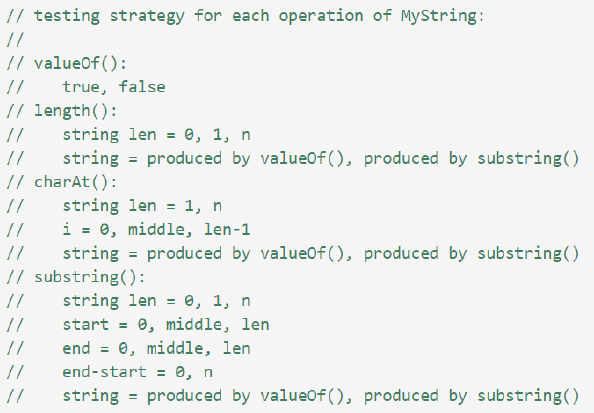 // testing strategy for each operation of MyString:
//
// valueOf():
//    true, false
// length():
//    string len = 0, 1, n
//    string = produced by valueOf(), produced by substring()
// charAt():
//    string len = 1, n
//    i = 0, middle, len-1
//    string = produced by valueOf(), produced by substring()
// substring():
//    string len = 0, 1, n
//    start = 0, middle, len
//    end = 0, middle, len
//    end-start = 0, n
//    string = produced by valueOf(), produced by substring()